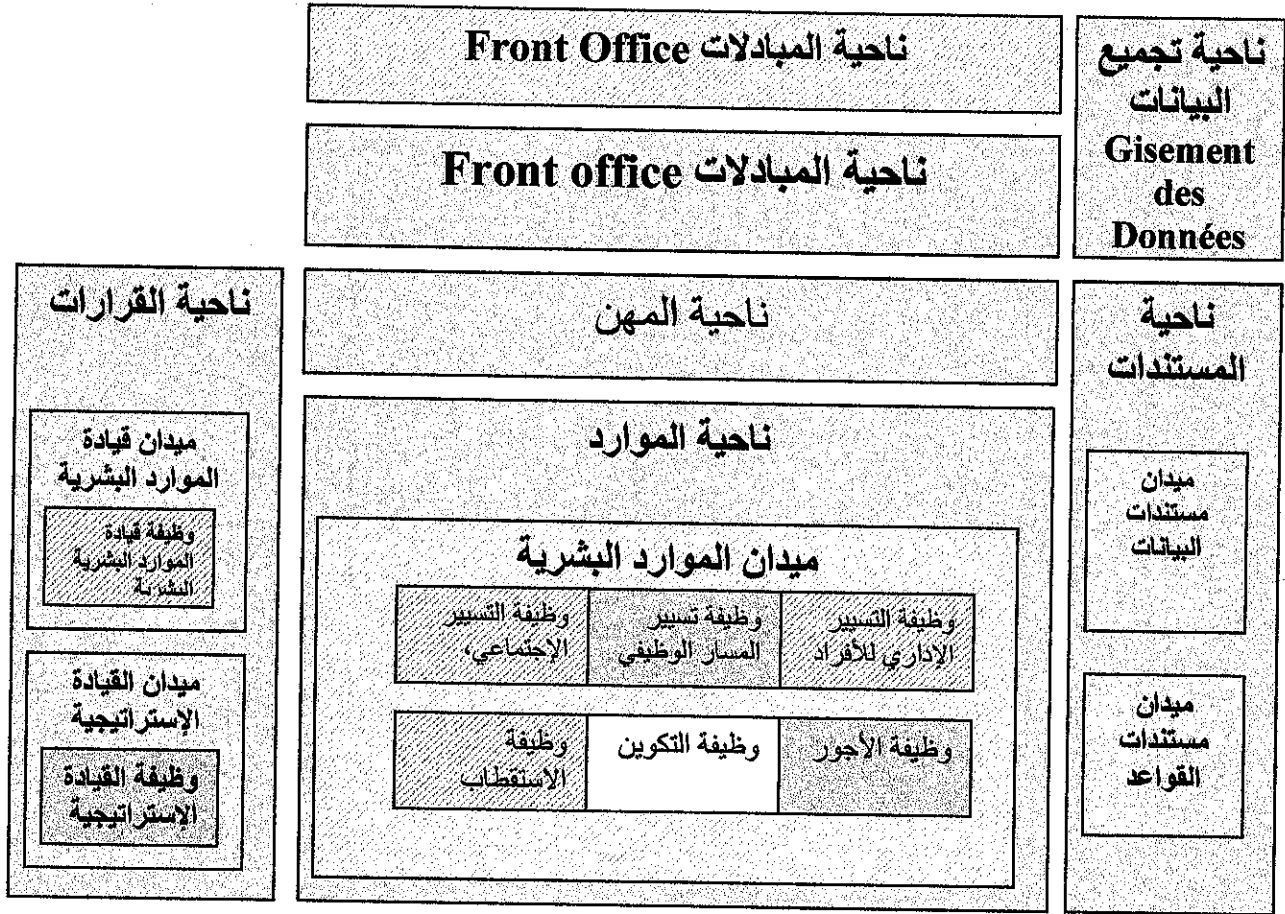 ناحية المبادلات Front Office
ناحية تجميع
البيانات
Gisement
des
Données
ناحية المبادلات Front office
ناحية المهن
ناحية
المستندات
ميدان
مستندات
البيانات
ميدان
مستندات
القواعد
ناحية الموارد
ميدان الموارد البشرية
وظيفة التسيير
الإداري للأفراد
وظيفة تسيير
المسار الوظيفي
وظيفة التسيير
الإجتماعي،
وظيفة الأجور
وظيفة التكوين
وظيفة
الاستقطاب
ناحية القرارات
ميدان قيادة
الموارد البشرية
وظيفة قيادة
الموارد البشرية
البشرية
ميدان القيادة
الإستراتيجية
وظيفة القيادة
الإستراتيجية